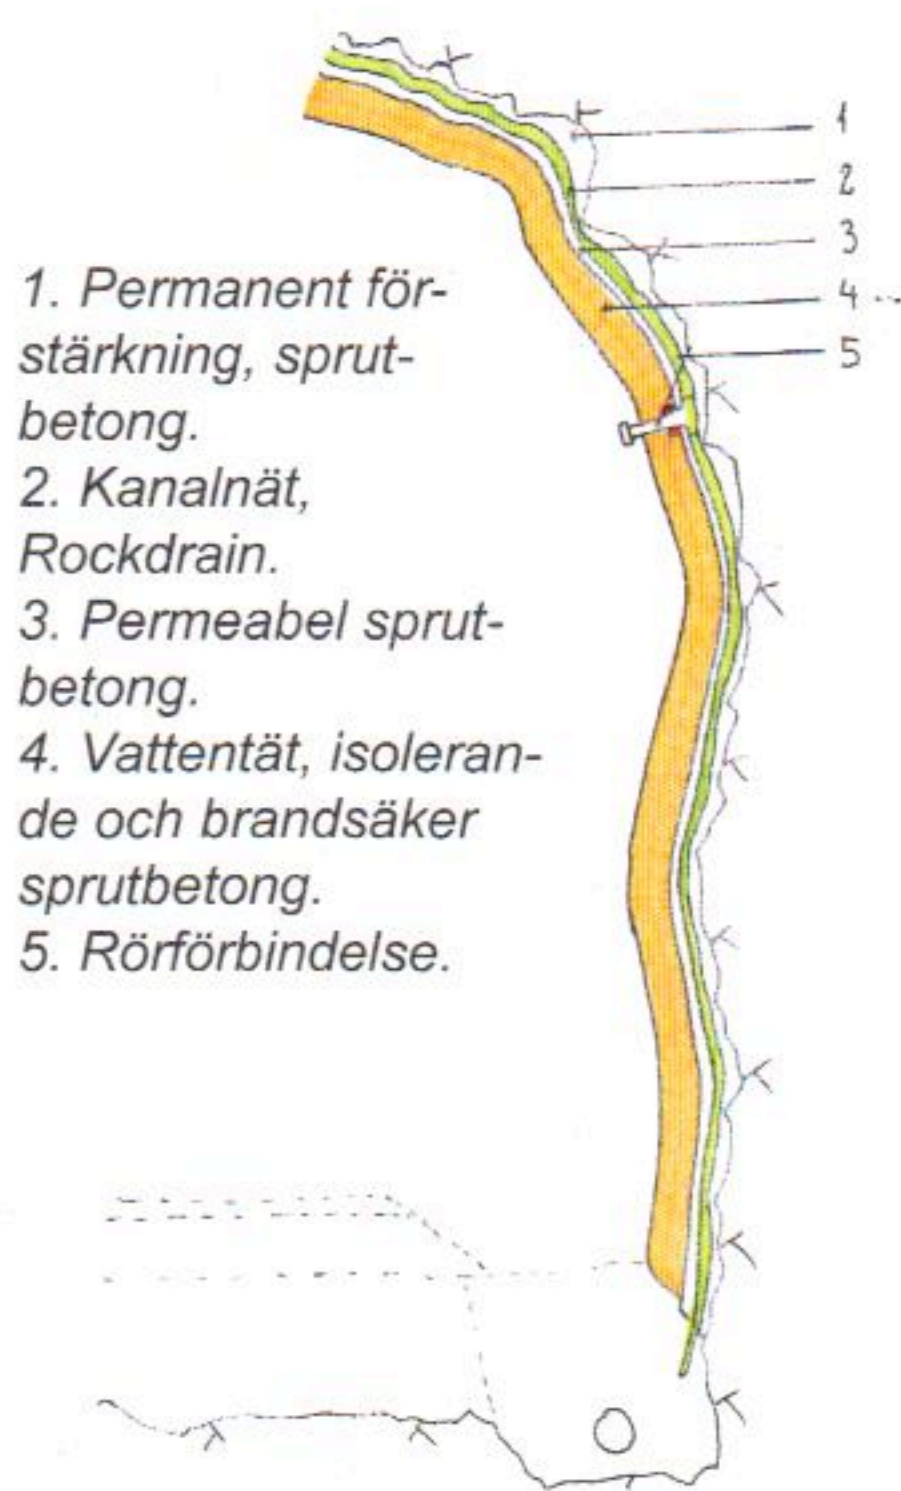 1
2
3
4
5
1. Permanent för-
stärkning, sprut-
betong.
2. Kanalnät,
Rockdrain.
3. Permeabel sprut-
betong.
4. Vattentät, isoleran-
de och brandsäker
sprutbetong.
5. Rörförbindelse.